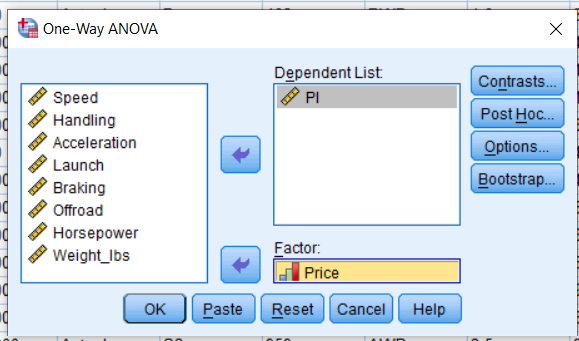 One-Way ANOVA
Dependent List:
Speed
Handling
Acceleration
Launch
Braking
Offroad
Horsepower
Weight_lbs
PI
Contrasts...
Post Hoc...
Options...
Bootstrap...
Factor:
Price
OK
Paste
Reset
Cancel
Help